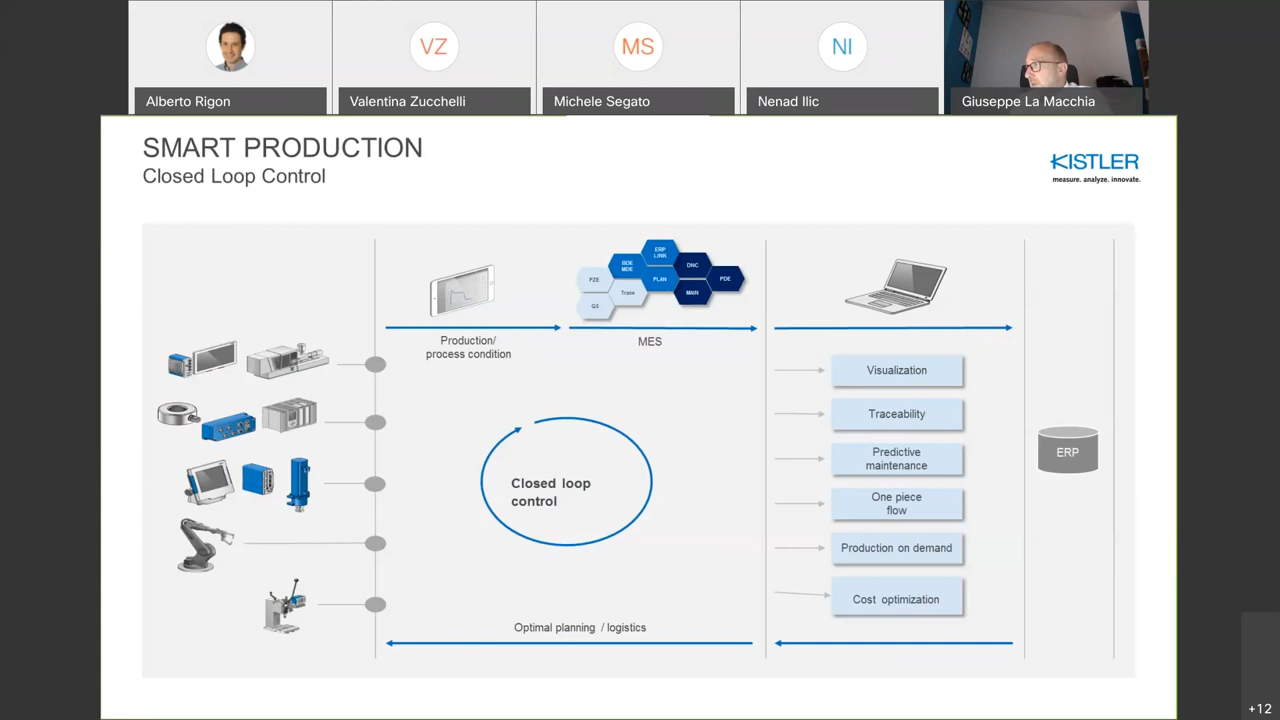 VZ
MS
NI
Alberto Rigon
Valentina Zucchelli
Michele Segato
Nenad Ilic
Giuseppe La Macchia
SMART PRODUCTION
Closed Loop Control
KISTLER
measure. analyze. innovate.
ERP
LINK
BDE
MDE
DNC
PZE
PLAN
PDE
Trace
MAIN
QS
Production/
process condition
MES
Visualization
Traceability
Predictive
maintenance
One piece
flow
Production on demand
Cost optimization
ERP
Closed loop
control
Optimal planning / logistics
+12